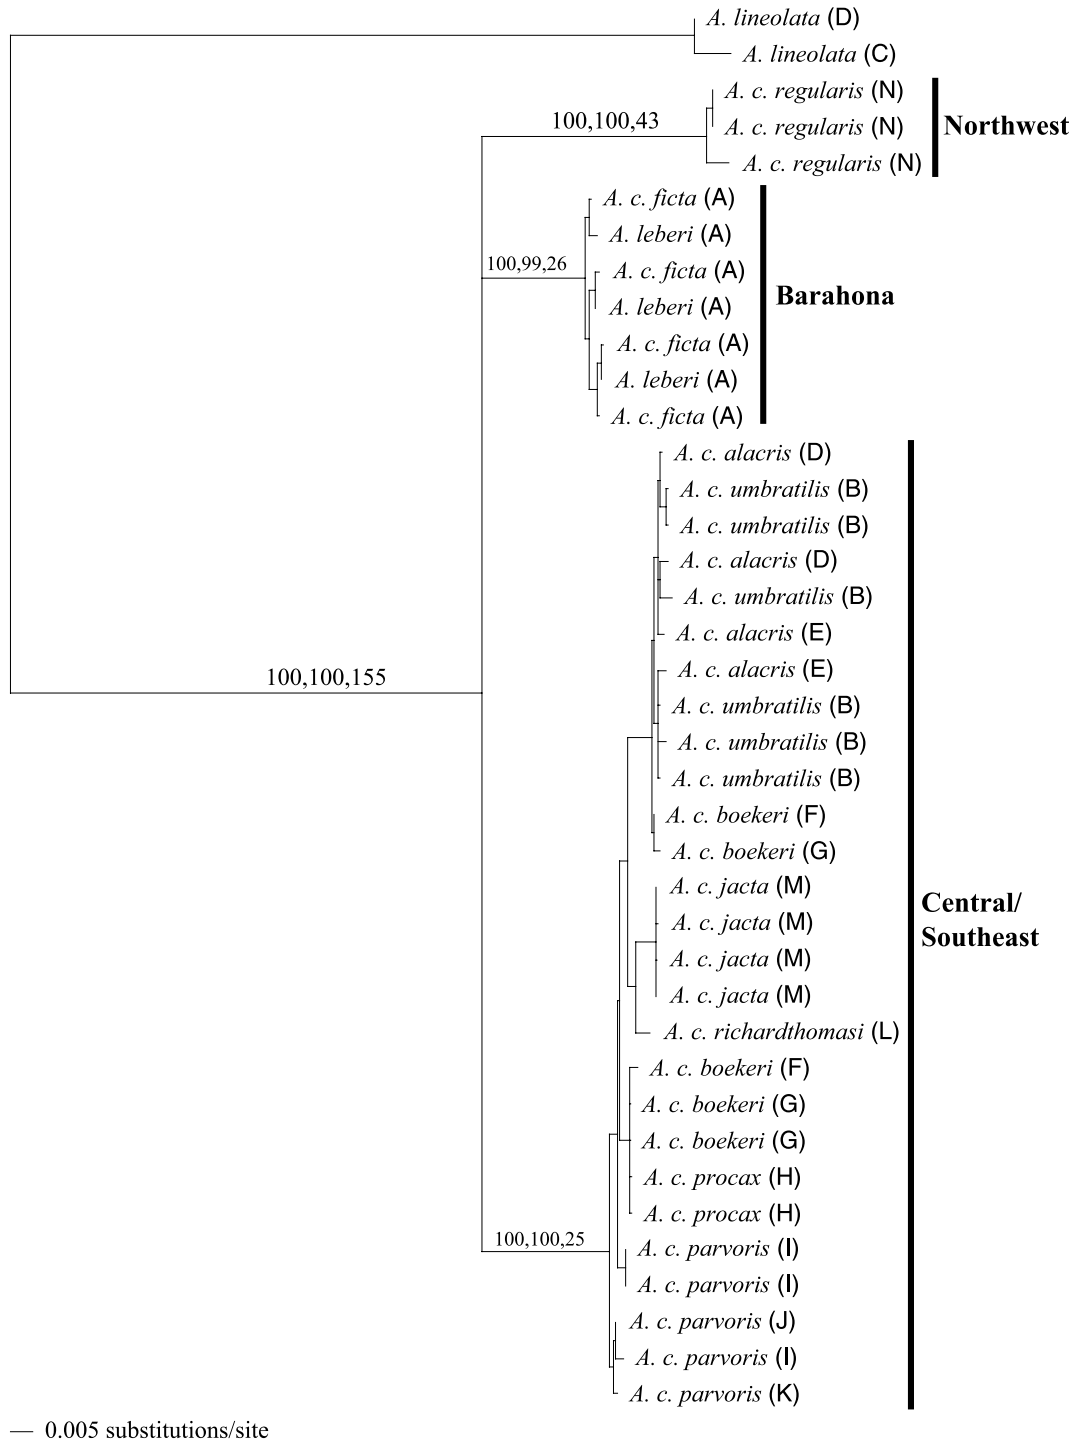 A. lineolata (D)
A. lineolata (C)
A. c. regularis (N)
100,100,43
A. c. regularis (N)
Northwest
A. c. regularis (N)
A. c. ficta (A)
A. leberi (A)
100,99,26
A. c. ficta (A)
Barahona
A. leberi (A)
A. c. ficta (A)
A. leberi (A)
A. c. ficta (A)
A. c. alacris (D)
A. c. umbratilis (B)
A. c. umbratilis (B)
A. c. alacris (D)
A. c. umbratilis (B)
A. c. alacris (E)
A. c. alacris (E)
100,100,155
A. c. umbratilis (B)
A. c. umbratilis (B)
A. c. umbratilis (B)
A. c. boekeri (F)
A. c. boekeri (G)
A. c. jacta (M)
Central/
Southeast
A. c. jacta (M)
A. c. jacta (M)
A. c. jacta (M)
A. c. richardthomasi (L)
A. c. boekeri (F)
A. c. boekeri (G)
A. c. boekeri (G)
A. c. procax (H)
A. c. procax (H)
100,100,25
A. c. parvoris (I)
A. c. parvoris (I)
A. c. parvoris (J)
A. c. parvoris (I)
A. c. parvoris (K)
0.005 substitutions/site